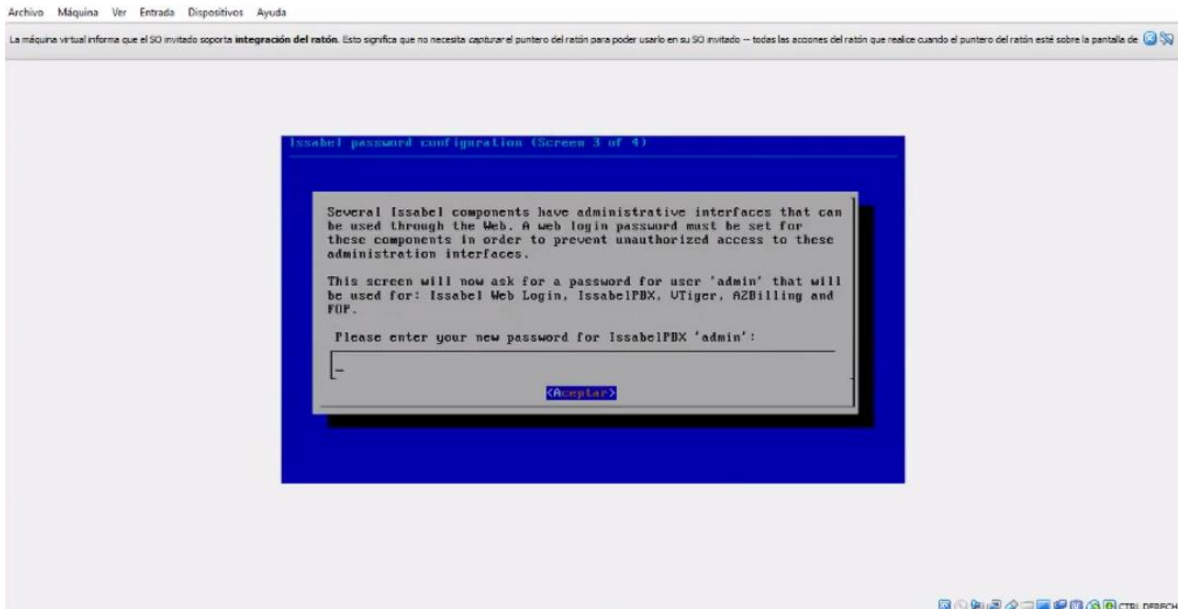 Archivo Máquina Ver Entrada Dispositivos Ayuda
La máquina virtual informa que el SO invitado soporta integración del ratón. Esto significa que no necesita capturar el puntero del ratón para poder usarlo en su SO invitado -- todas las acciones del ratón que realice cuando el puntero del ratón esté sobre la pantalla de
Issabel password configuration (Screen 3 of 4)
Several Issabel components have administrative interfaces that can
be used through the Web. A web login password must be set for
these components in order to prevent unauthorized access to these
administration interfaces.
This screen will now ask for a password for user 'admin' that will
be used for: Issabel Web Login, IssabelPBX, VTiger, A2Billing and
FOP.
Please enter your new password for IssabelPBX 'admin':
<Aceptar>
CTRL DERECH